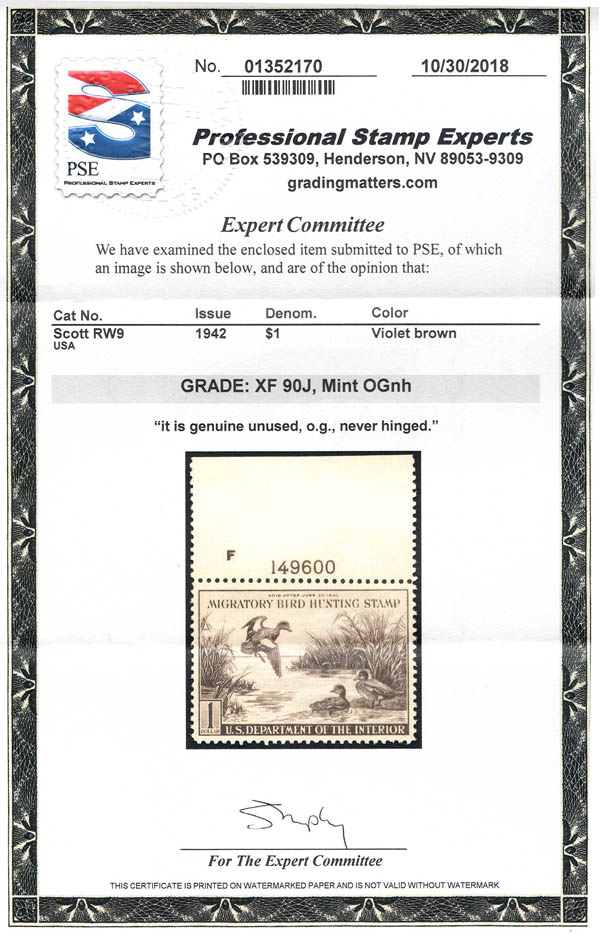 No. 01352170 10/30/2018
PSE
PROFESSIONAL STAMP EXPERTS
Professional Stamp Experts
PO Box 539309, Henderson, NV 89053-9309
gradingmatters.com
Expert Committee
We have examined the enclosed item submitted to PSE, of which
an image is shown below, and are of the opinion that:
Cat No. Issue Denom. Color
Scott RW9 1942 $1 Violet brown
USA
GRADE: XF 90J, Mint OGnh
“it is genuine unused, o.g., never hinged.”
F
149600
VOID AFTER JUNE 30, 1943
MIGRATORY BIRD HUNTING STAMP
1
DOLLAR
U.S. DEPARTMENT OF THE INTERIOR
For The Expert Committee
THIS CERTIFICATE IS PRINTED ON WATERMARKED PAPER AND IS NOT VALID WITHOUT WATERMARK